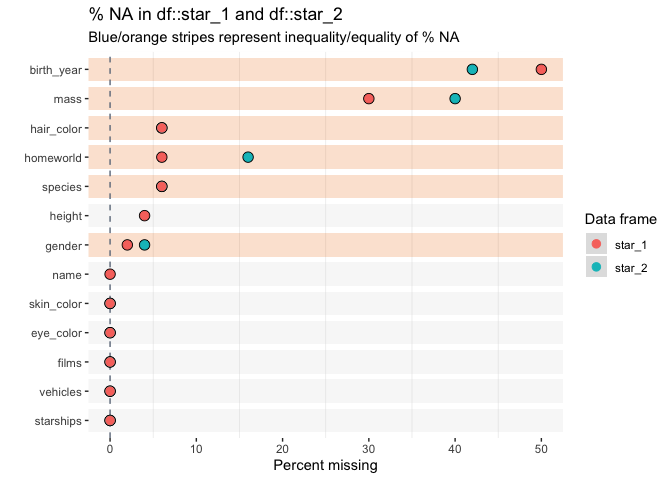 % NA in df::star_1 and df::star_2
Blue/orange stripes represent inequality/equality of % NA
birth_year
mass
hair_color
homeworld
species
height
gender
name
skin_color
eye_color
films
vehicles
starships
0 10 20 30 40 50
Percent missing
Data frame
star_1
star_2